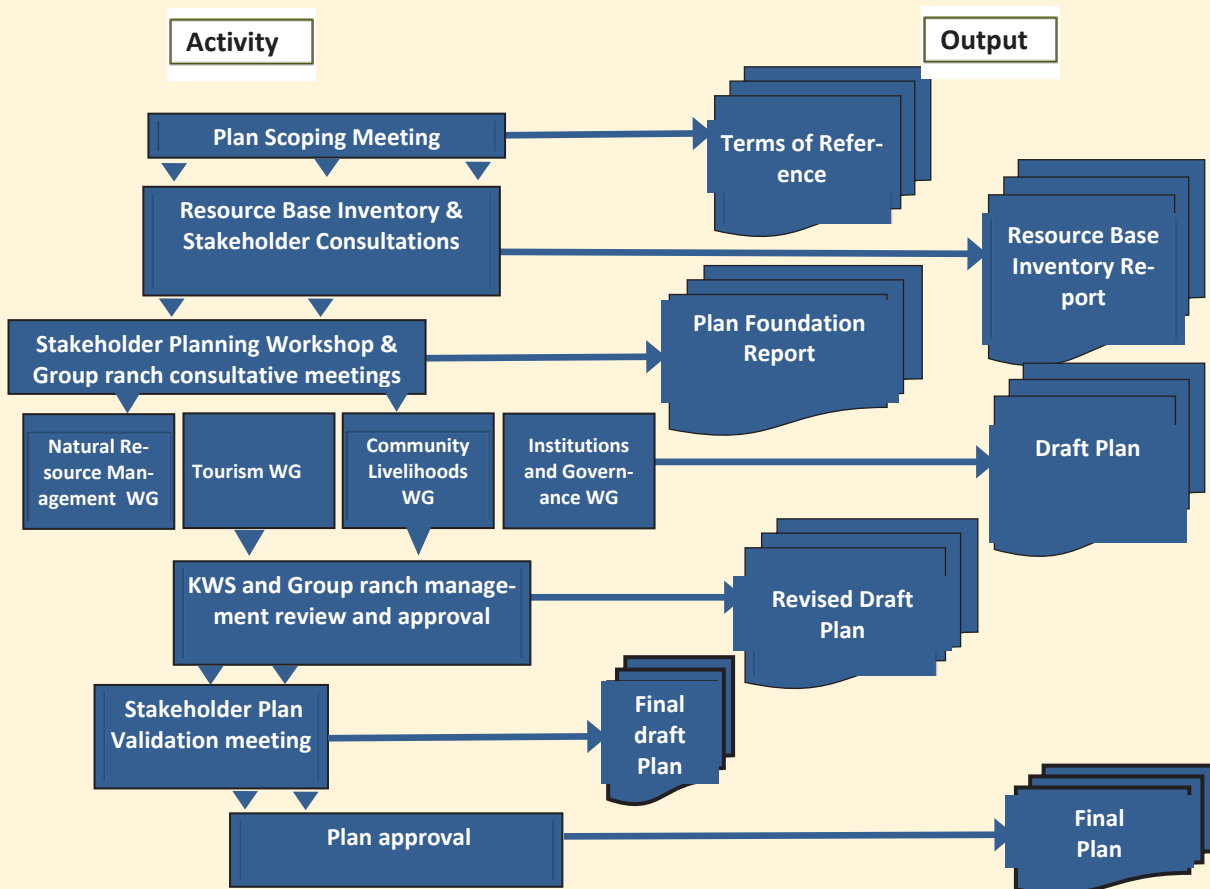 Activity
Output
Plan Scoping Meeting
Terms of Refer-
ence
Resource Base Inventory &
Stakeholder Consultations
Resource Base
Inventory Re-
port
Stakeholder Planning Workshop &
Group ranch consultative meetings
Plan Foundation
Report
Natural Re-
source Man-
agement WG
Tourism WG
Community
Livelihoods
WG
Institutions
and Govern-
ance WG
Draft Plan
KWS and Group ranch manage-
ment review and approval
Revised Draft
Plan
Stakeholder Plan
Validation meeting
Final
draft
Plan
Plan approval
Final
Plan